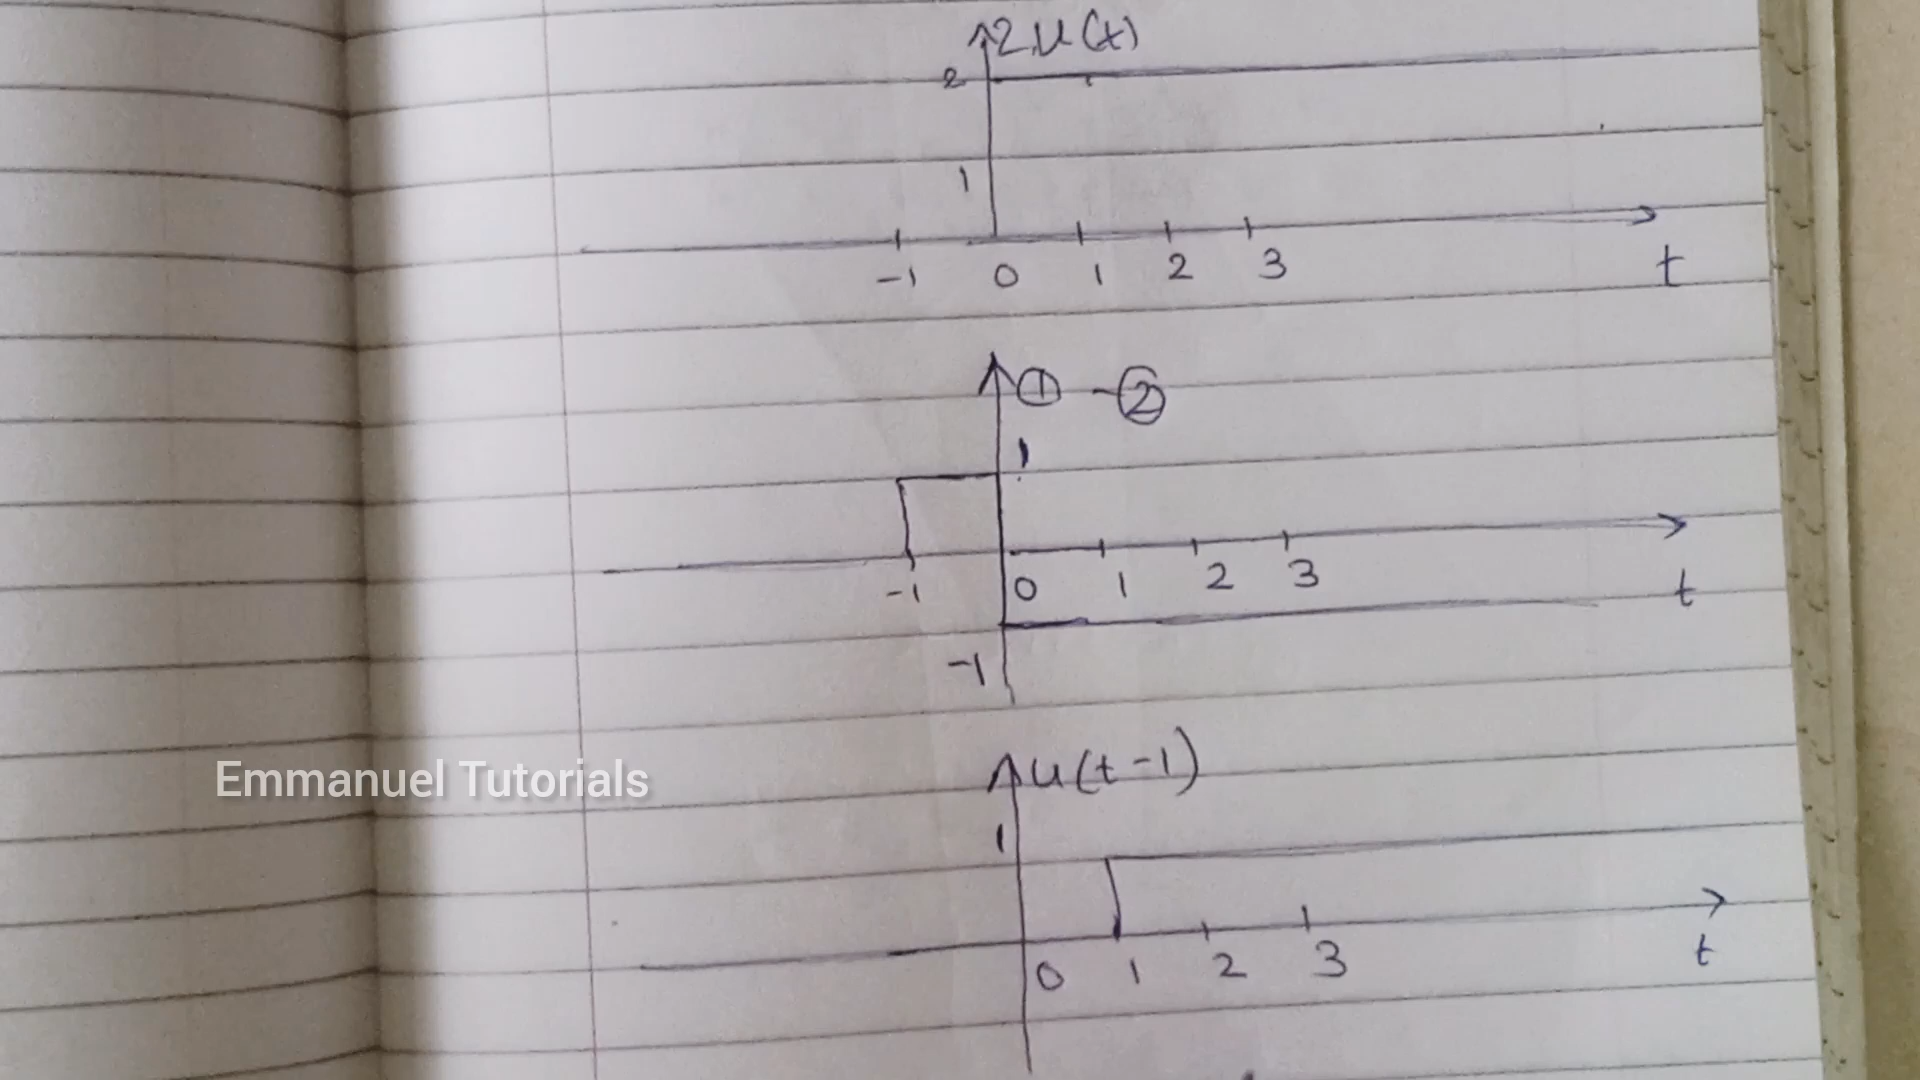 2u(t)
2
1
-1 0 1 2 3
t
① - ②
1
-1 0 1 2 3
t
-1
Emmanuel Tutorials
u(t-1)
1
0 1 2 3
t